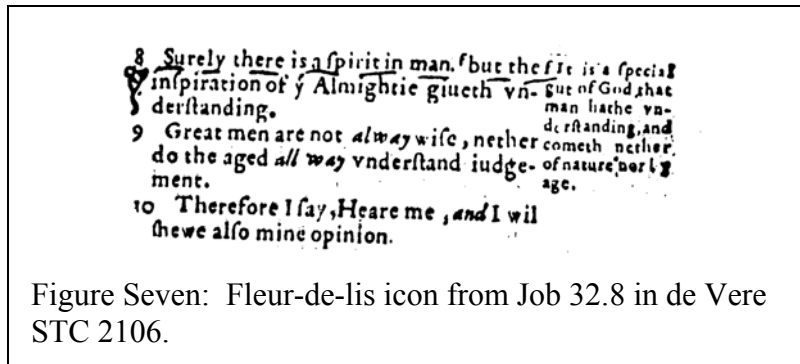 8 Surely there is a ſpirit in man. ᶠbut the
inſpiration of ẏ Almightie giueth vn-
derſtanding.
9 Great men are not alway wiſe, nether
do the aged all way vnderſtand iudge-
ment.
10 Therefore I ſay, Heare me, and I wil
ſhewe alſo mine opinion.
f It is a ſpecial
gift of God, that
man hathe vn-
derſtanding, and
cometh nether
of nature, nor by
age.
Figure Seven: Fleur-de-lis icon from Job 32.8 in de Vere
STC 2106.